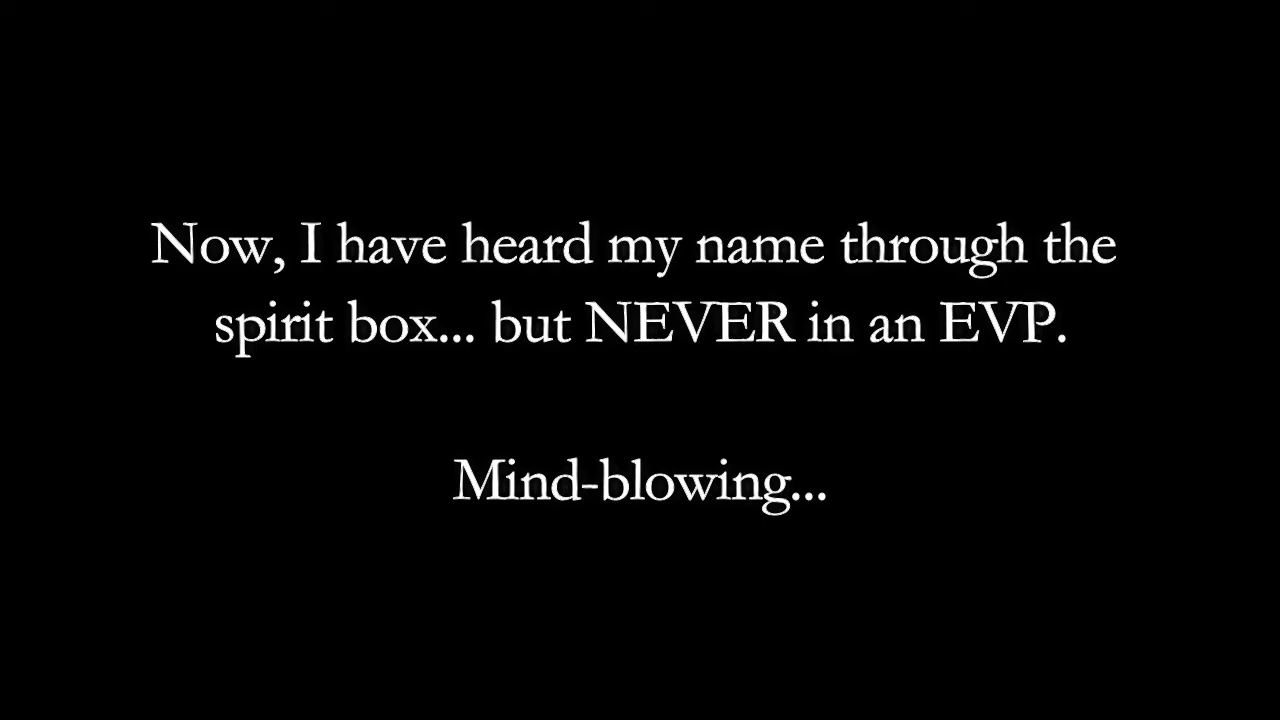 Now, I have heard my name through the
spirit box... but NEVER in an EVP.
Mind-blowing...